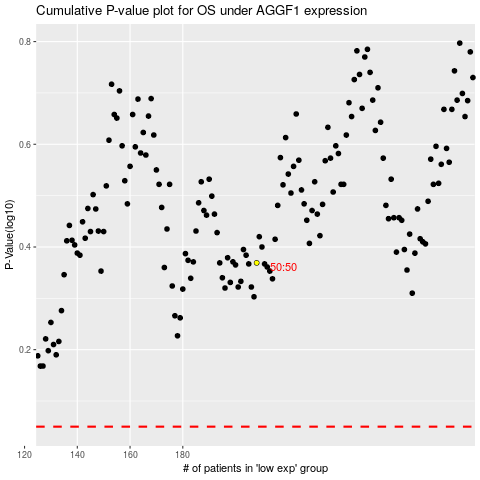 Cumulative P-value plot for OS under AGGF1 expression
P-Value(log10)
0.8
0.6
0.4
0.2
50:50
120 140 160 180
# of patients in 'low exp' group